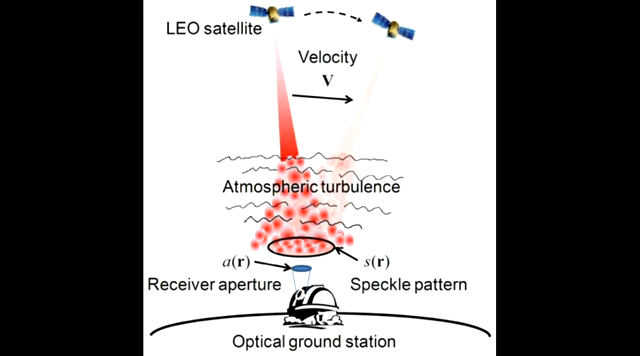 LEO satellite
Velocity
V
Atmospheric turbulence
a(r)
s(r)
Receiver aperture
Speckle pattern
Optical ground station